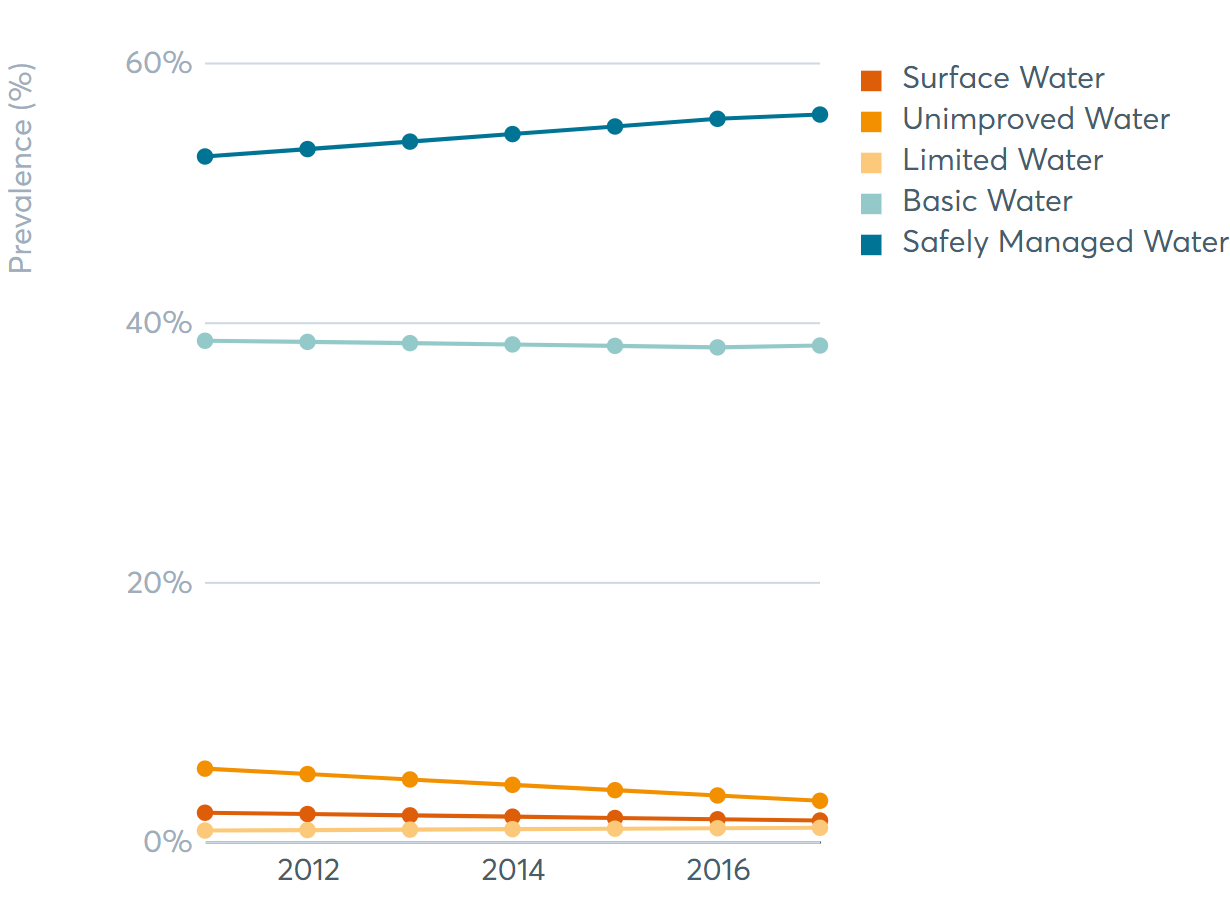 Prevalence (%)
60%
40%
20%
0%
2012
2014
2016
Surface Water
Unimproved Water
Limited Water
Basic Water
Safely Managed Water